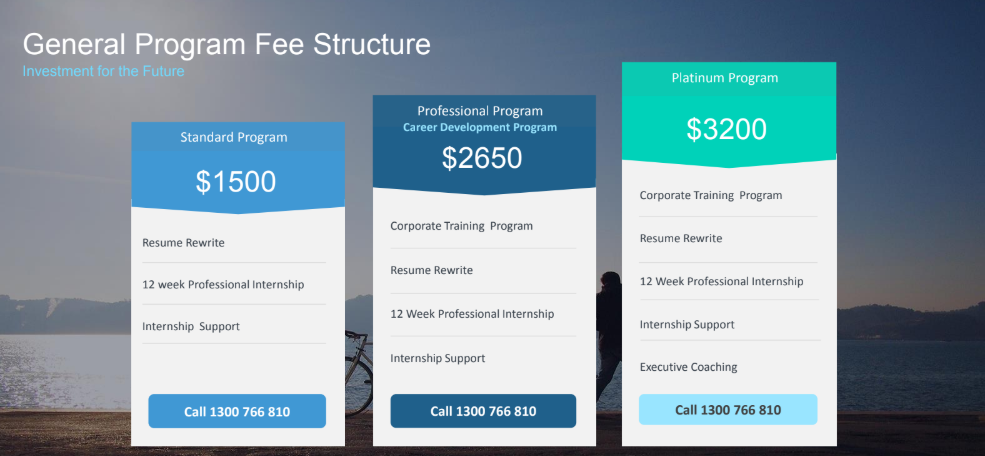 General Program Fee Structure
Investment for the Future
Standard Program
$1500
Resume Rewrite
12 week Professional Internship
Internship Support
Call 1300 766 810
Professional Program
Career Development Program
$2650
Corporate Training Program
Resume Rewrite
12 Week Professional Internship
Internship Support
Call 1300 766 810
Platinum Program
$3200
Corporate Training Program
Resume Rewrite
12 Week Professional Internship
Internship Support
Executive Coaching
Call 1300 766 810